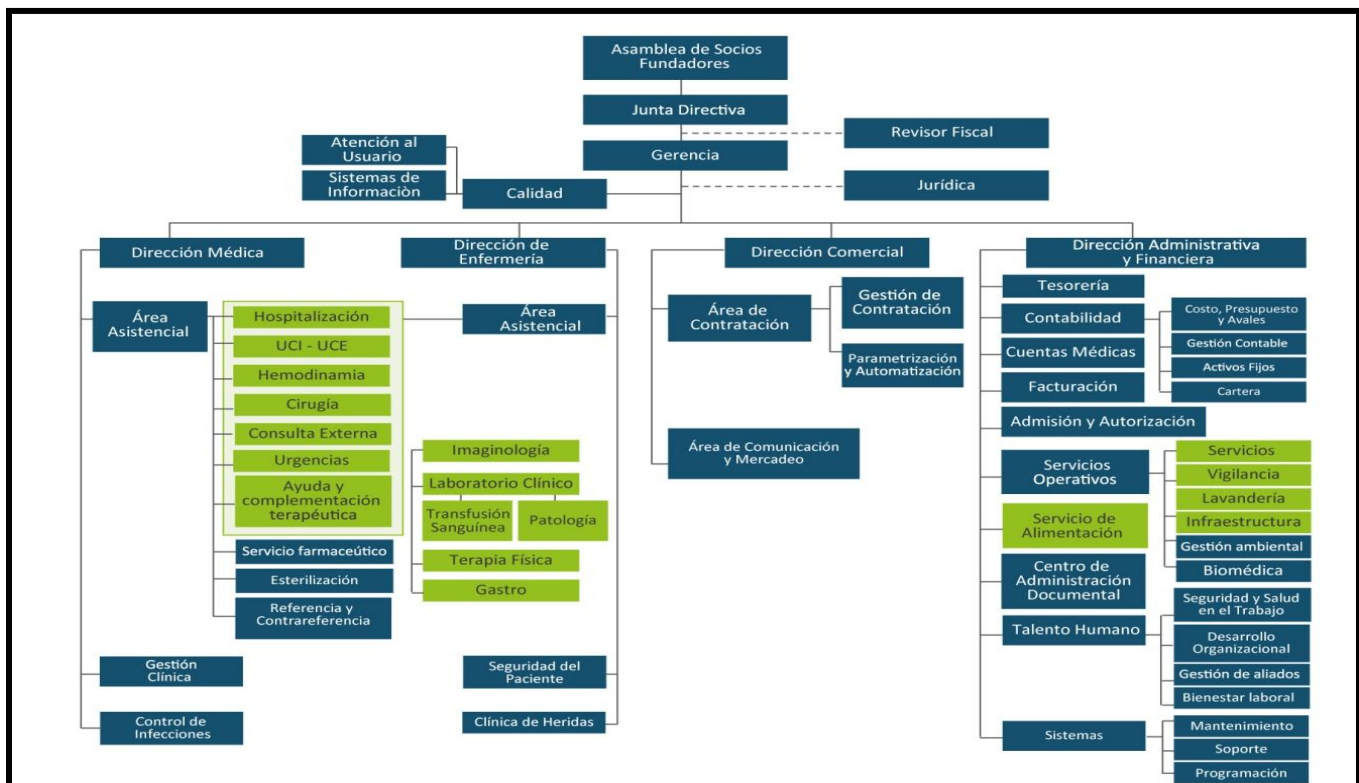 Asamblea de Socios
Fundadores
Junta Directiva
Revisor Fiscal
Gerencia
Atención al
Usuario
Sistemas de
Informaciòn
Calidad
Jurídica
Dirección Médica
Dirección de
Enfermería
Dirección Comercial
Dirección Administrativa
y Financiera
Área
Asistencial
Hospitalización
UCI - UCE
Hemodinamia
Cirugía
Consulta Externa
Urgencias
Ayuda y
complementación
terapéutica
Servicio farmaceútico
Esterilización
Referencia y
Contrareferencia
Gestión
Clínica
Control de
Infecciones
Área
Asistencial
Imaginología
Laboratorio Clínico
Transfusión
Sanguínea
Patología
Terapia Física
Gastro
Seguridad del
Paciente
Clínica de Heridas
Área de
Contratación
Gestión de
Contratación
Parametrización
y Automatización
Área de Comunicación
y Mercadeo
Tesorería
Contabilidad
Costo, Presupuesto
y Avales
Gestión Contable
Activos Fijos
Cartera
Cuentas Médicas
Facturación
Admisión y Autorización
Servicios
Operativos
Servicios
Vigilancia
Lavandería
Infraestructura
Gestión ambiental
Biomédica
Servicio de
Alimentación
Centro de
Administración
Documental
Talento Humano
Seguridad y Salud
en el Trabajo
Desarrollo
Organizacional
Gestión de aliados
Bienestar laboral
Sistemas
Mantenimiento
Soporte
Programación